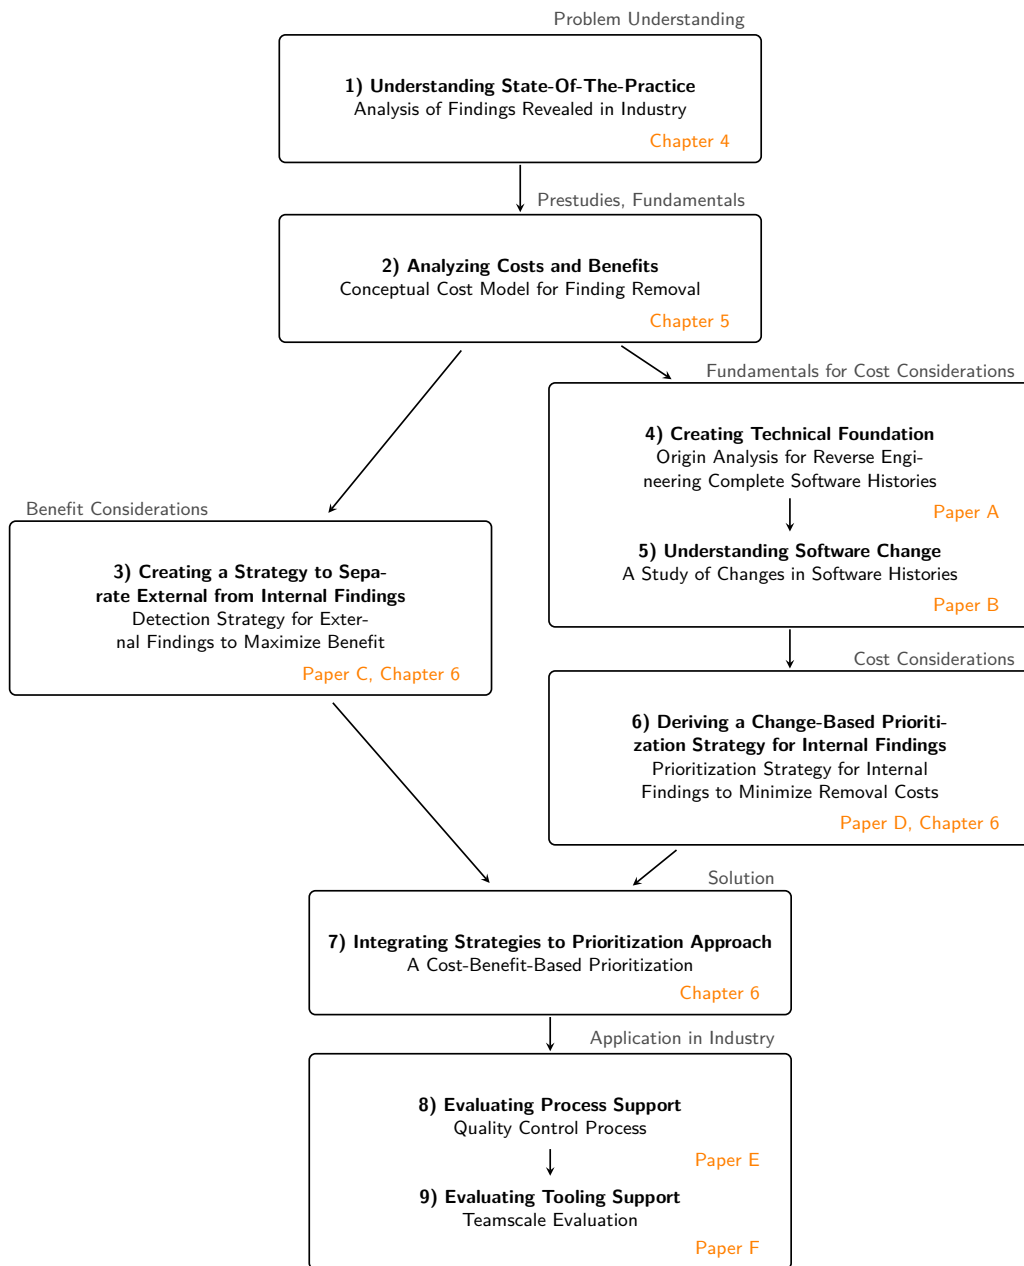 Problem Understanding
1) Understanding State-Of-The-Practice
Analysis of Findings Revealed in Industry
Chapter 4
Prestudies, Fundamentals
2) Analyzing Costs and Benefits
Conceptual Cost Model for Finding Removal
Chapter 5
Fundamentals for Cost Considerations
4) Creating Technical Foundation
Origin Analysis for Reverse Engi-
neering Complete Software Histories
Paper A
5) Understanding Software Change
A Study of Changes in Software Histories
Paper B
Benefit Considerations
3) Creating a Strategy to Sepa-
rate External from Internal Findings
Detection Strategy for Exter-
nal Findings to Maximize Benefit
Paper C, Chapter 6
Cost Considerations
6) Deriving a Change-Based Prioriti-
zation Strategy for Internal Findings
Prioritization Strategy for Internal
Findings to Minimize Removal Costs
Paper D, Chapter 6
Solution
7) Integrating Strategies to Prioritization Approach
A Cost-Benefit-Based Prioritization
Chapter 6
Application in Industry
8) Evaluating Process Support
Quality Control Process
Paper E
9) Evaluating Tooling Support
Teamscale Evaluation
Paper F